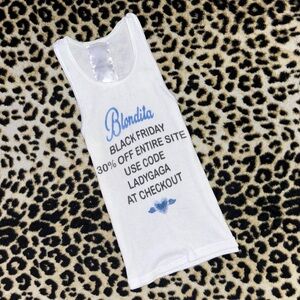 Blondita
BLACK FRIDAY
30% OFF ENTIRE SITE
USE CODE
LADYGAGA
AT CHECKOUT